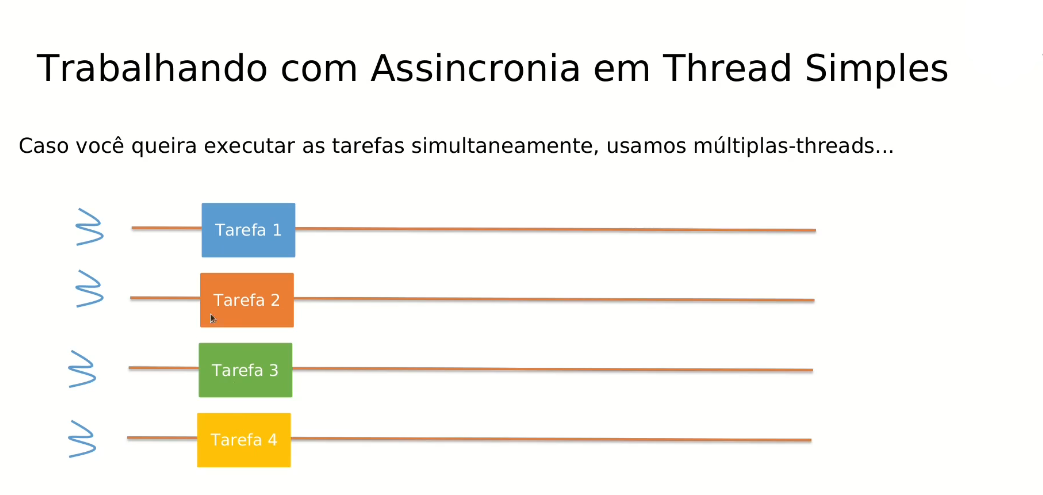 Trabalhando com Assincronia em Thread Simples
Caso você queira executar as tarefas simultaneamente, usamos múltiplas-threads...
Tarefa 1
Tarefa 2
Tarefa 3
Tarefa 4